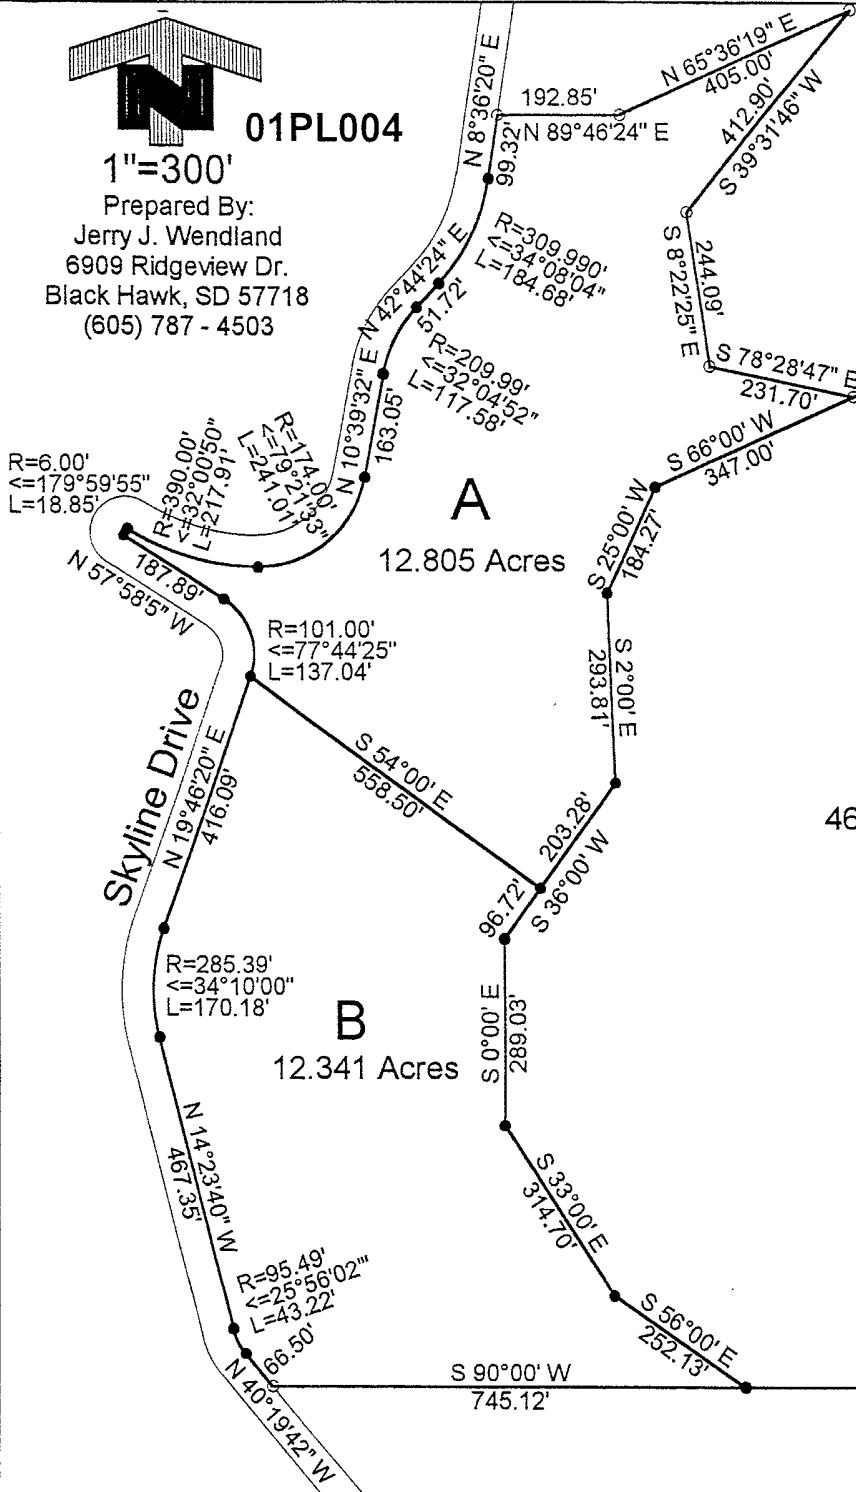 N
01PL004
1"=300'
Prepared By:
Jerry J. Wendland
6909 Ridgeview Dr.
Black Hawk, SD 57718
(605) 787 - 4503
N 8°36'20" E
99.32'
192.85'
N 89°46'24" E
N 65°36'19" E
405.00'
412.90'
S 39°31'46" W
244.09'
S 8°22'25" E
S 78°28'47" E
231.70'
S 66°00' W
347.00'
S 25°00' W
184.27'
S 2°00' E
293.81'
R=309.990'
<=34°08'04"
L=184.68'
N 42°44'24" E
51.72'
R=209.99'
<=32°04'52"
L=117.58'
N 10°39'32" E
163.05'
R=174.00'
<=79°21'33"
L=241.01'
R=390.00'
<=32°00'50"
L=217.91'
R=6.00'
<=179°59'55"
L=18.85'
187.89'
N 57°58'5" W
A
12.805 Acres
R=101.00'
<=77°44'25"
L=137.04'
S 54°00' E
558.50'
Skyline Drive
N 19°46'20" E
416.09'
203.28'
S 36°00' W
96.72'
46
R=285.39'
<=34°10'00"
L=170.18'
B
12.341 Acres
S 0°00' E
289.03'
N 14°23'40" W
467.35'
S 33°00' E
314.70'
S 56°00' E
252.13'
R=95.49'
<=25°56'02'"
L=43.22'
66.50'
N 40°19'42" W
S 90°00' W
745.12'